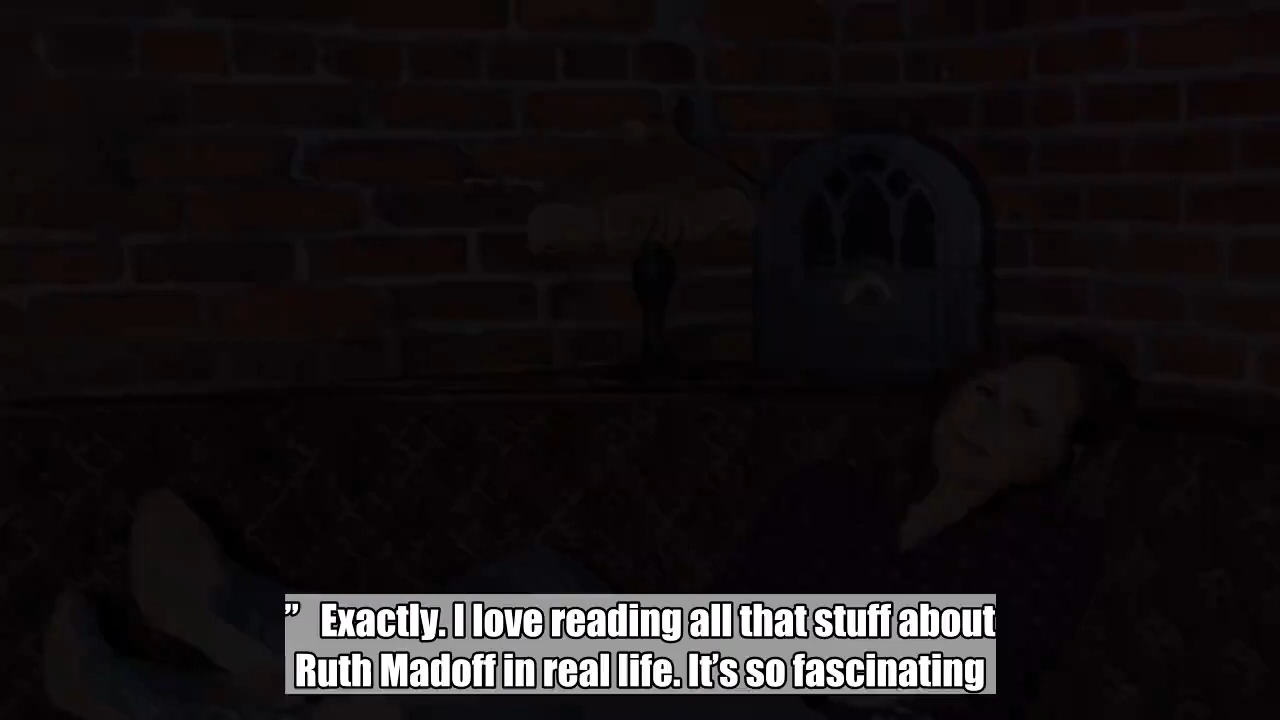 ” Exactly. I love reading all that stuff about
Ruth Madoff in real life. It’s so fascinating